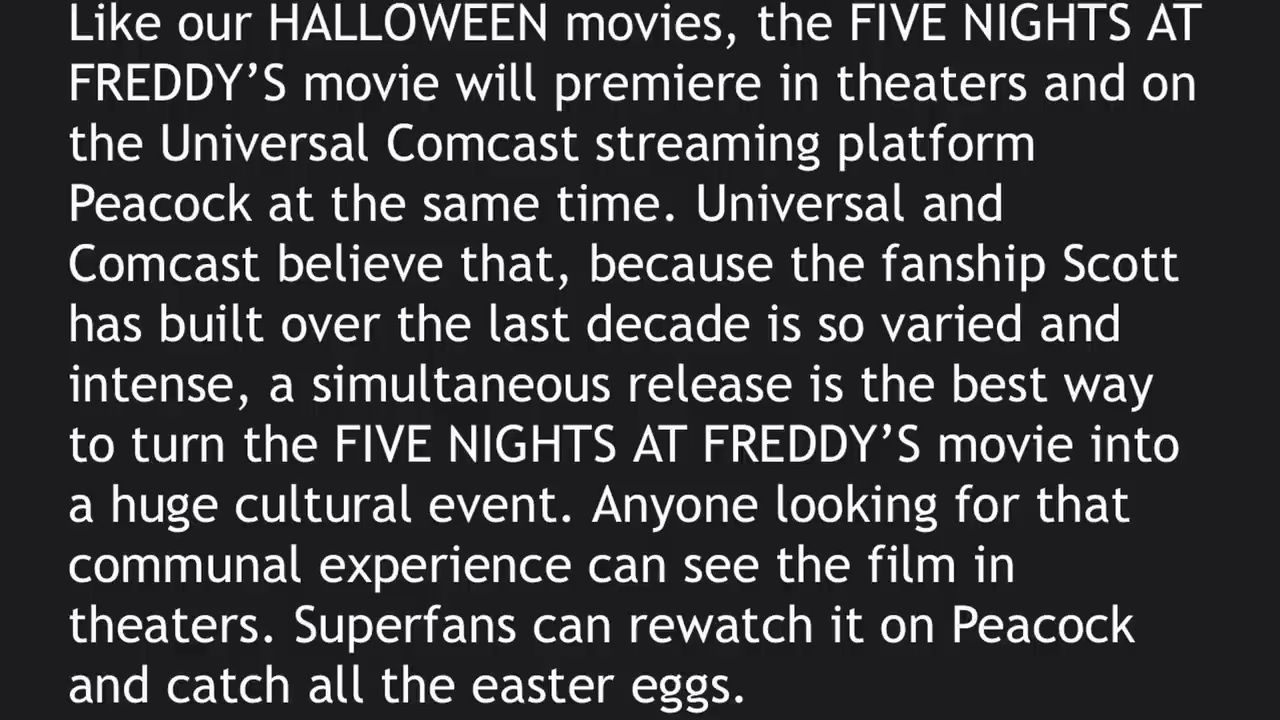 Like our HALLOWEEN movies, the FIVE NIGHTS AT
FREDDY’S movie will premiere in theaters and on
the Universal Comcast streaming platform
Peacock at the same time. Universal and
Comcast believe that, because the fanship Scott
has built over the last decade is so varied and
intense, a simultaneous release is the best way
to turn the FIVE NIGHTS AT FREDDY’S movie into
a huge cultural event. Anyone looking for that
communal experience can see the film in
theaters. Superfans can rewatch it on Peacock
and catch all the easter eggs.